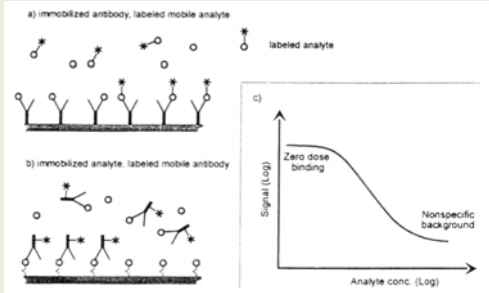 a) immobilized antibody, labeled mobile analyte
labeled analyte
b) immobilized analyte, labeled mobile antibody
c)
Signal (Log)
Zero dose
binding
Nonspecific
background
Analyte conc. (Log)